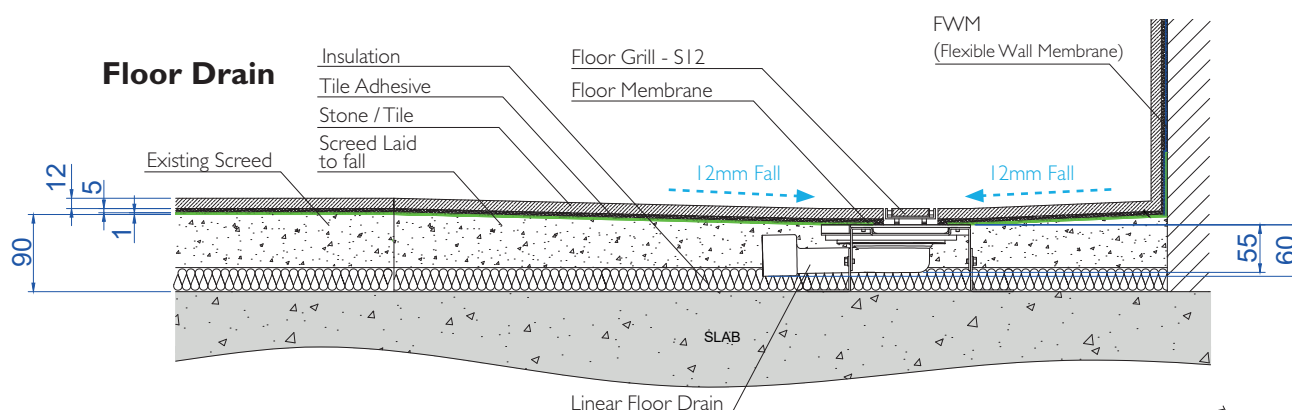 Floor Drain
Insulation
Tile Adhesive
Stone / Tile
Screed Laid
to fall
Existing Screed
Floor Grill - S12
Floor Membrane
FWM
(Flexible Wall Membrane)
12mm Fall
12mm Fall
12
5
1
90
55
60
SLAB
Linear Floor Drain